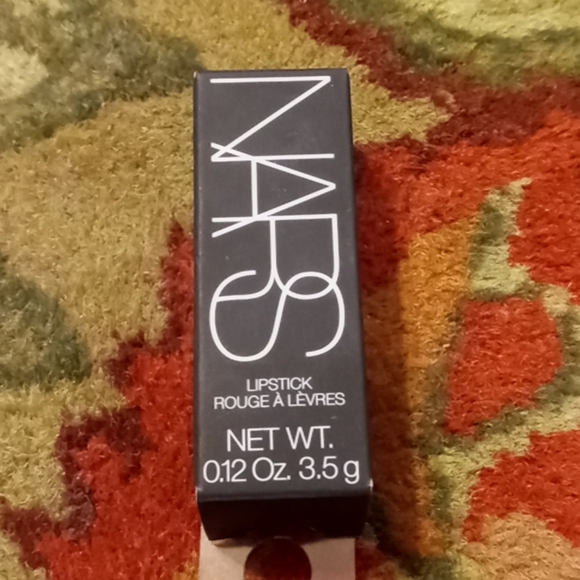 NARS
LIPSTICK
ROUGE À LÈVRES
NET WT.
0.12 Oz. 3.5 g